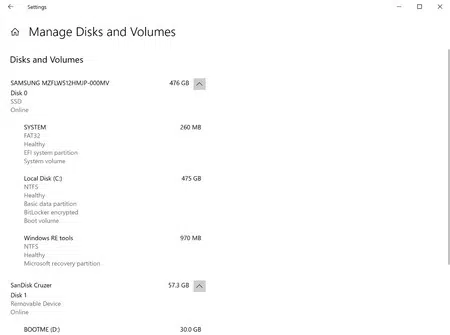 Settings
Manage Disks and Volumes
Disks and Volumes
SAMSUNG MZFLW512HMJP-000MV 476 GB
Disk 0
SSD
Online
SYSTEM 260 MB
FAT32
Healthy
EFI system partition
System volume
Local Disk (C:) 475 GB
NTFS
Healthy
Basic data partition
BitLocker encrypted
Boot volume
Windows RE tools 970 MB
NTFS
Healthy
Microsoft recovery partition
SanDisk Cruzer 57.3 GB
Disk 1
Removable Device
Online
BOOTME (D:) 30.0 GB